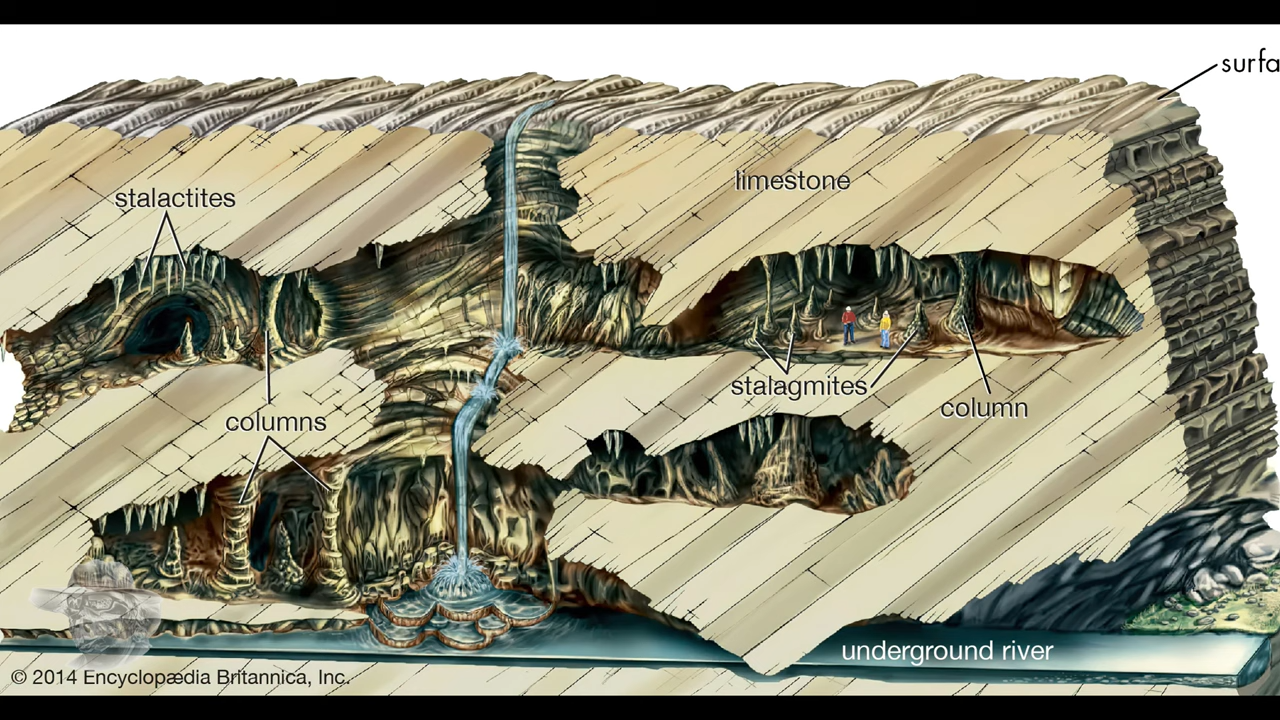 surfa
limestone
stalactites
stalagmites
column
columns
underground river
© 2014 Encyclopædia Britannica, Inc.